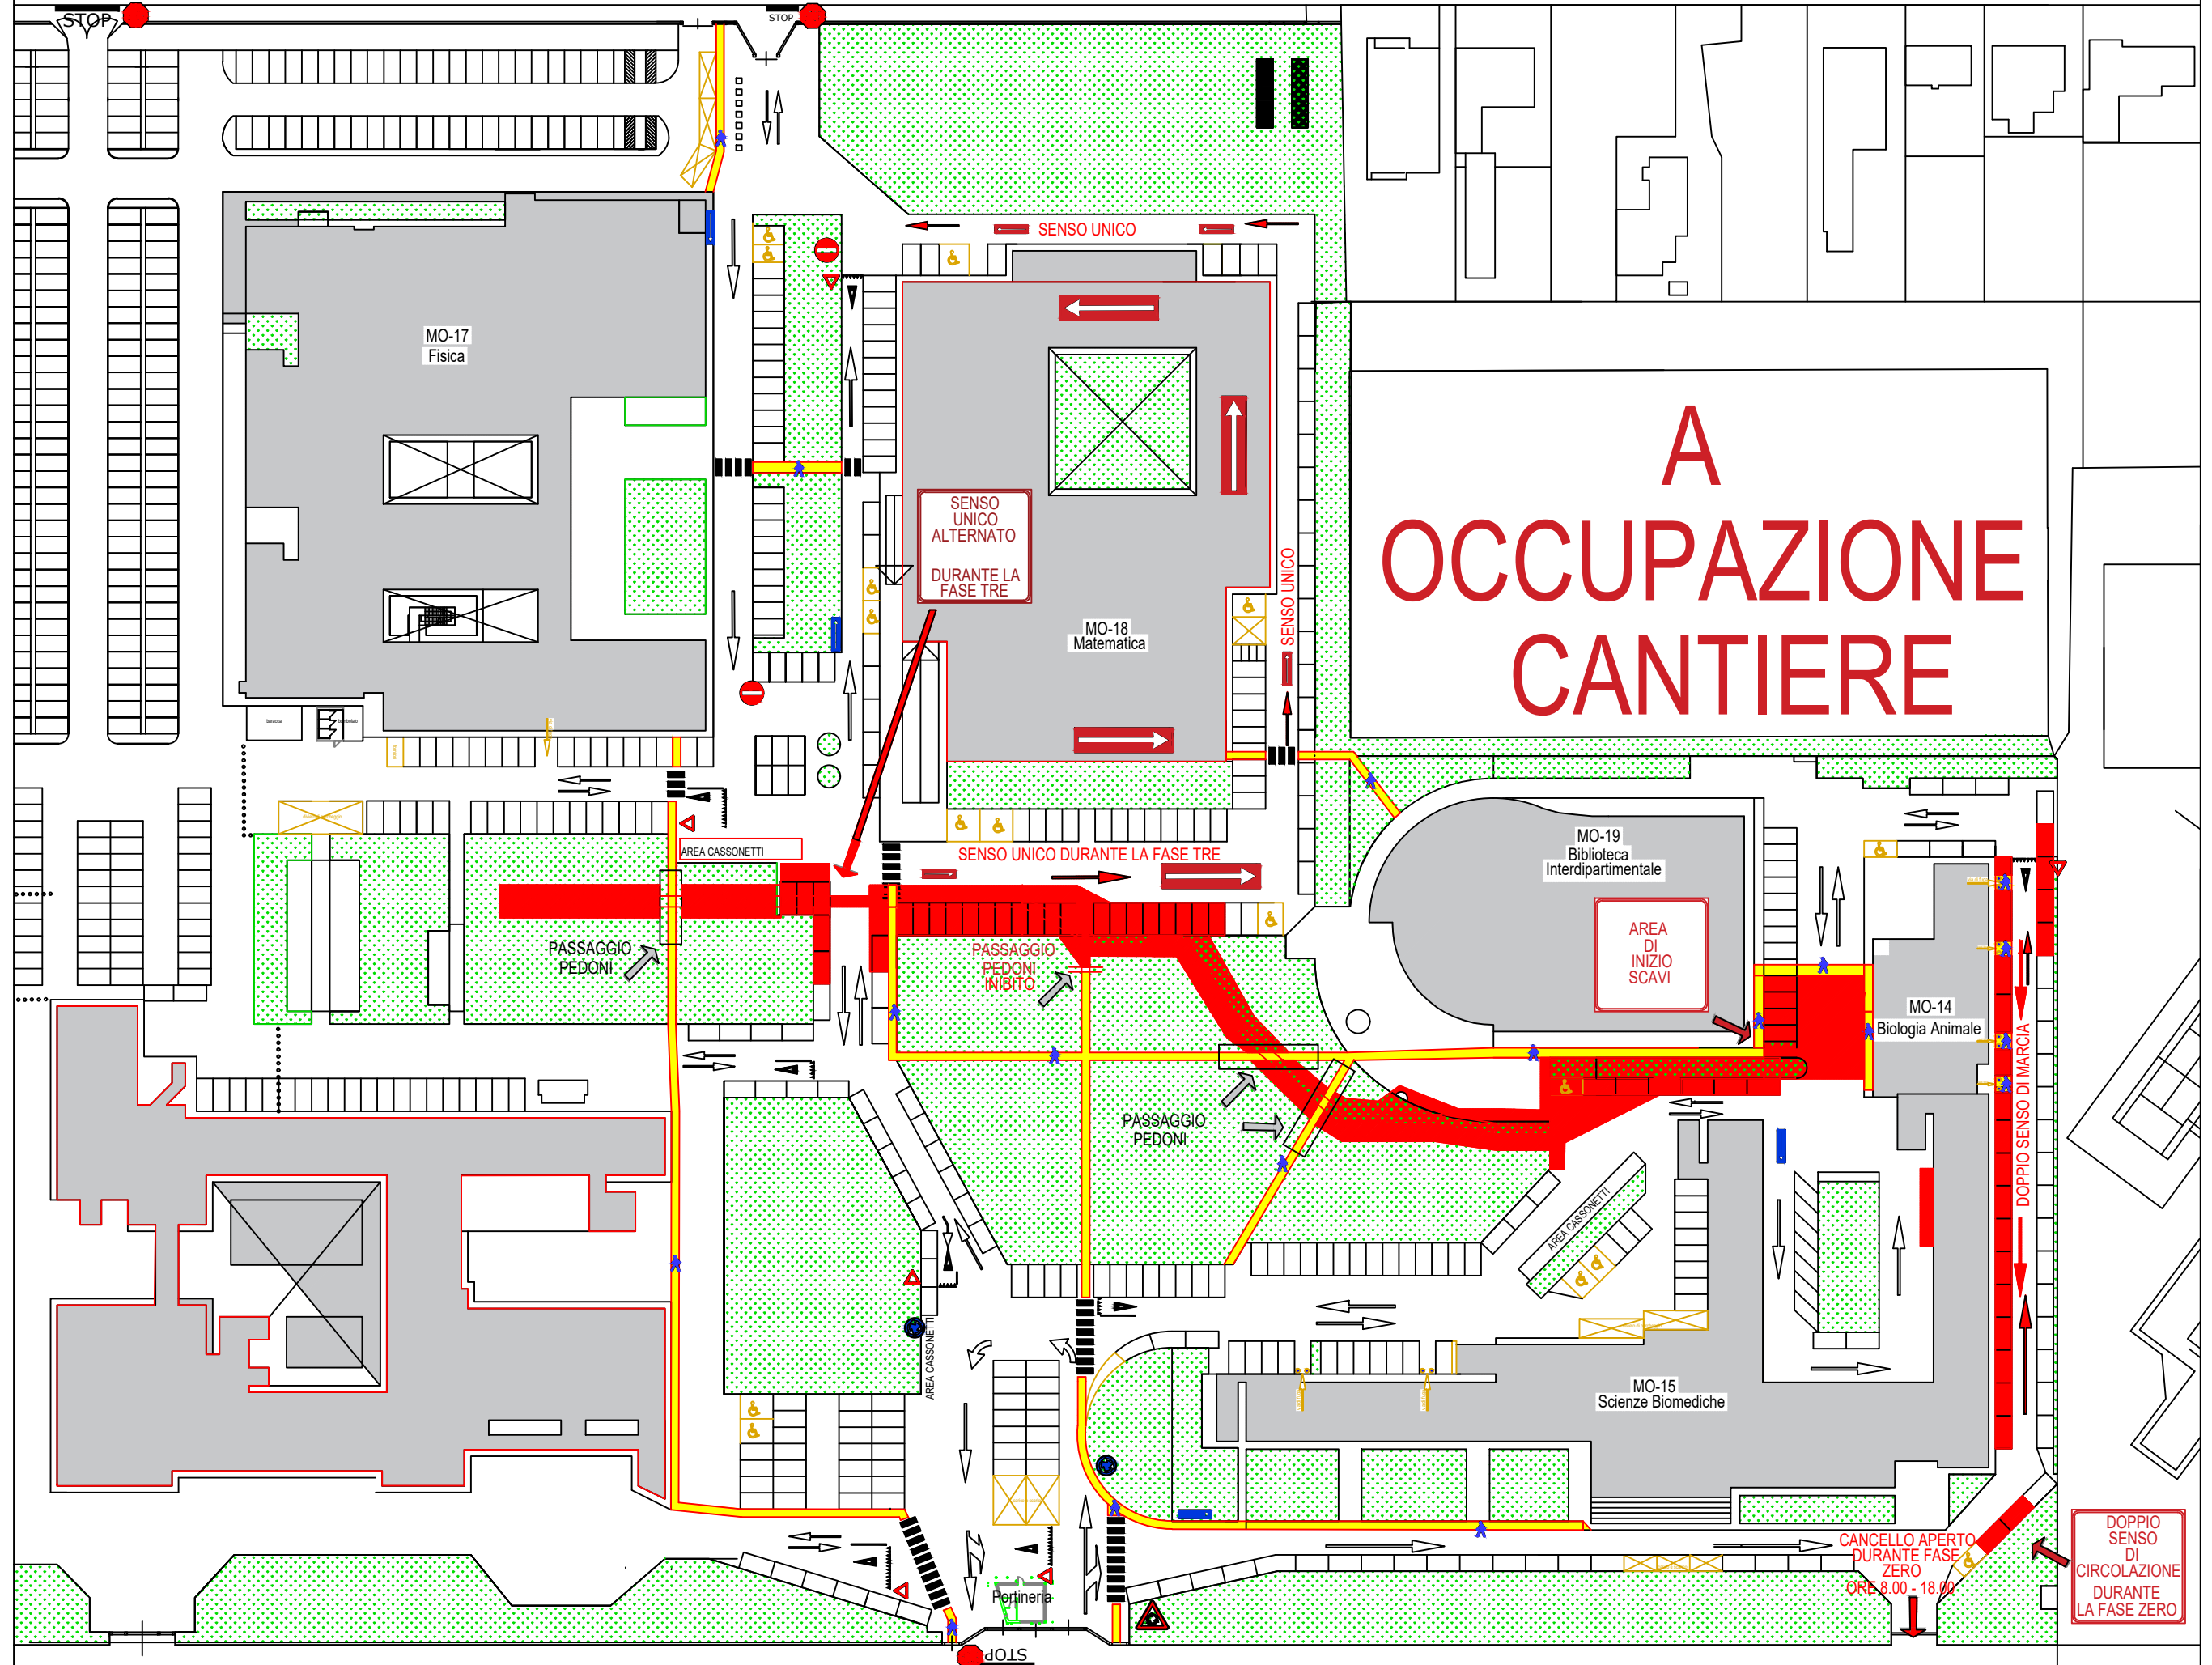 STOP
STOP
SENSO UNICO
MO-17
Fisica
A
OCCUPAZIONE
CANTIERE
SENSO
UNICO
ALTERNATO
DURANTE LA
FASE TRE
SENSO UNICO
MO-18
Matematica
AREA CASSONETTI
SENSO UNICO DURANTE LA FASE TRE
MO-19
Biblioteca
Interdipartimentale
PASSAGGIO
PEDONI
PASSAGGIO
PEDONI
INIBITO
AREA
DI
INIZIO
SCAVI
MO-14
Biologia Animale
DOPPIO SENSO DI MARCIA
PASSAGGIO
PEDONI
AREA CASSONETTI
AREA CASSONETTI
MO-15
Scienze Biomediche
CANCELLO APERTO
DURANTE FASE
ZERO
ORE 8.00 - 18.00
DOPPIO
SENSO
DI
CIRCOLAZIONE
DURANTE
LA FASE ZERO
Portineria
STOP